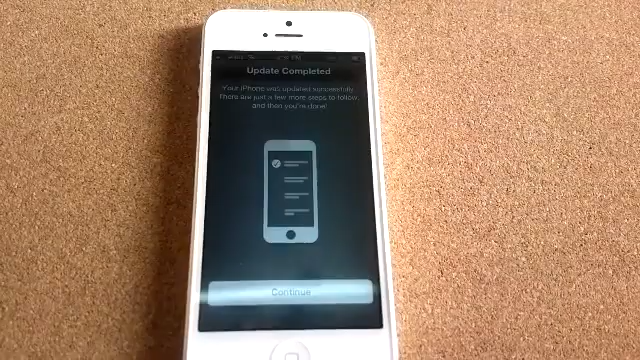 Update Completed
Your iPhone was updated successfully.
There are just a few more steps to follow,
and then you're done!
Continue